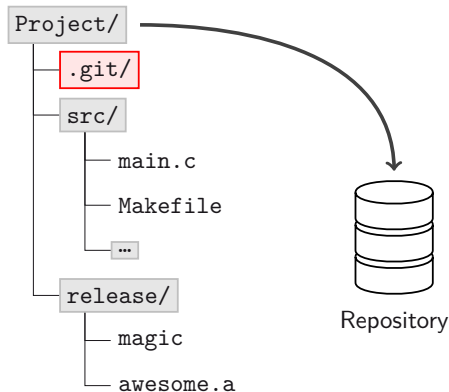 Project/
.git/
src/
main.c
Makefile
…
release/
magic
awesome.a
Repository